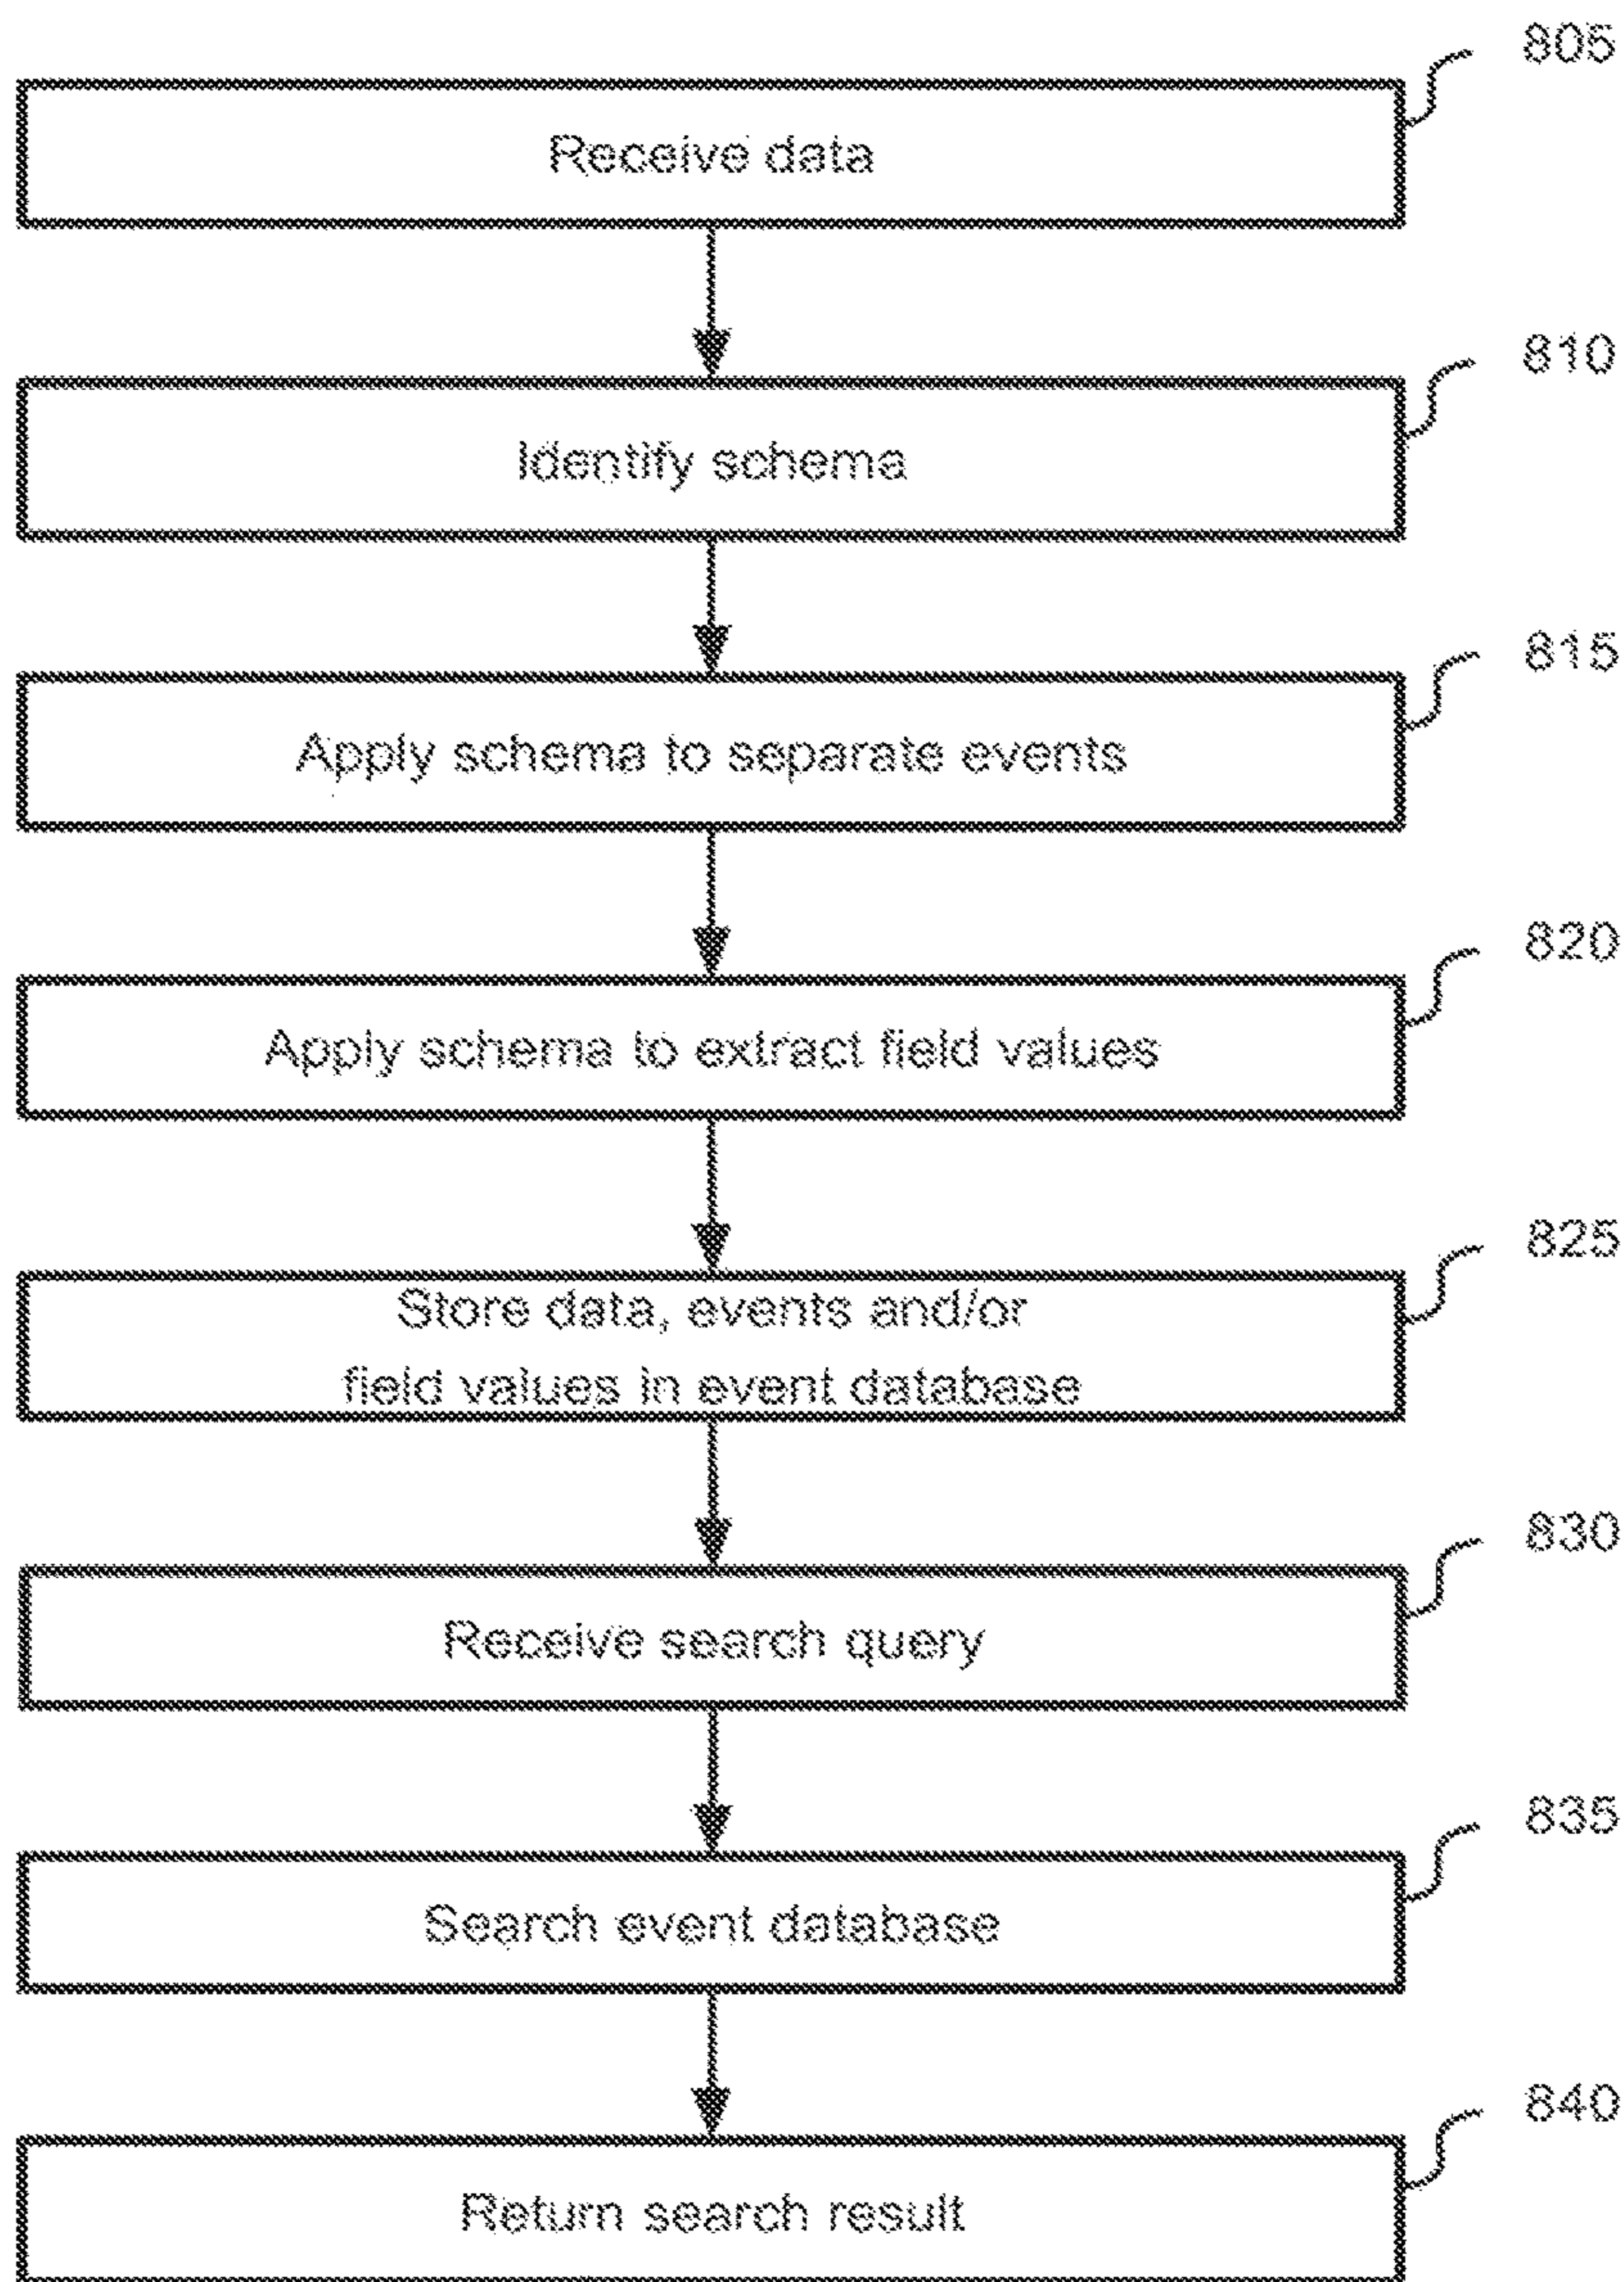 805
Receive data
810
Identify schema
815
Apply schema to separate events
820
Apply schema to extract field values
825
Store data, events and/or
field values in event database
830
Receive search query
835
Search event database
840
Return search result